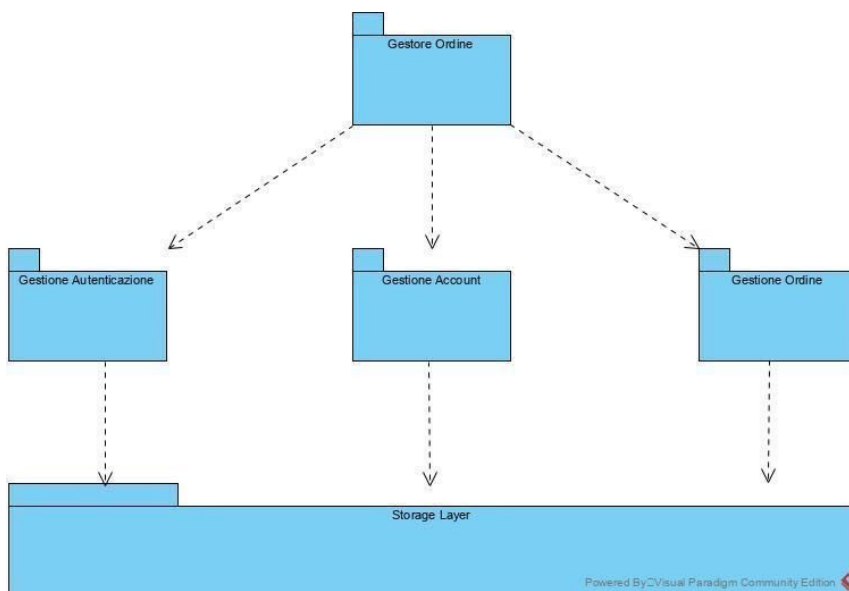 Gestore Ordine
Gestione Autenticazione
Gestione Account
Gestione Ordine
Storage Layer
Powered By Visual Paradigm Community Edition